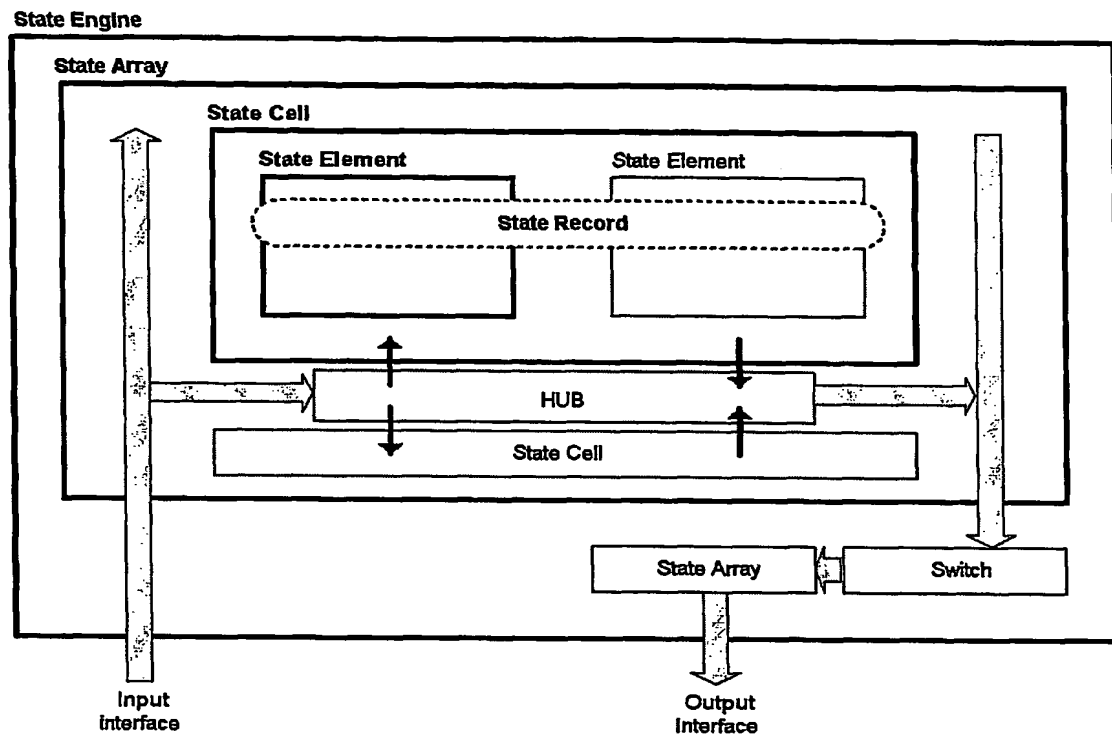 State Engine
State Array
State Cell
State Element
State Element
State Record
HUB
State Cell
State Array
Switch
Input
Interface
Output
Interface